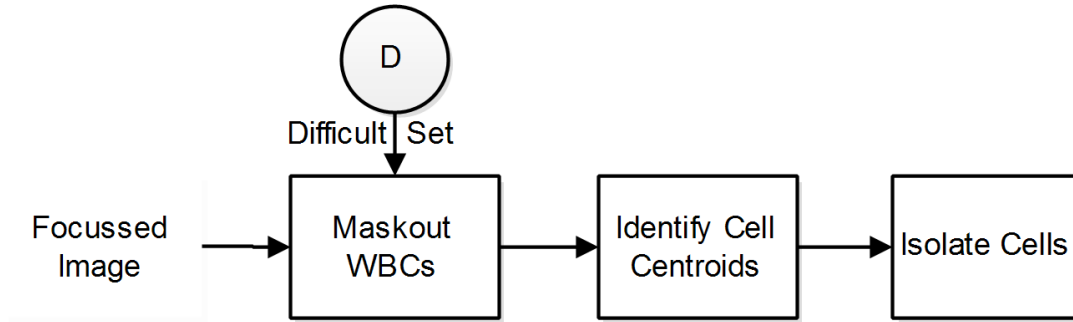 D
Difficult Set
Focussed
Image
Maskout
WBCs
Identify Cell
Centroids
Isolate Cells